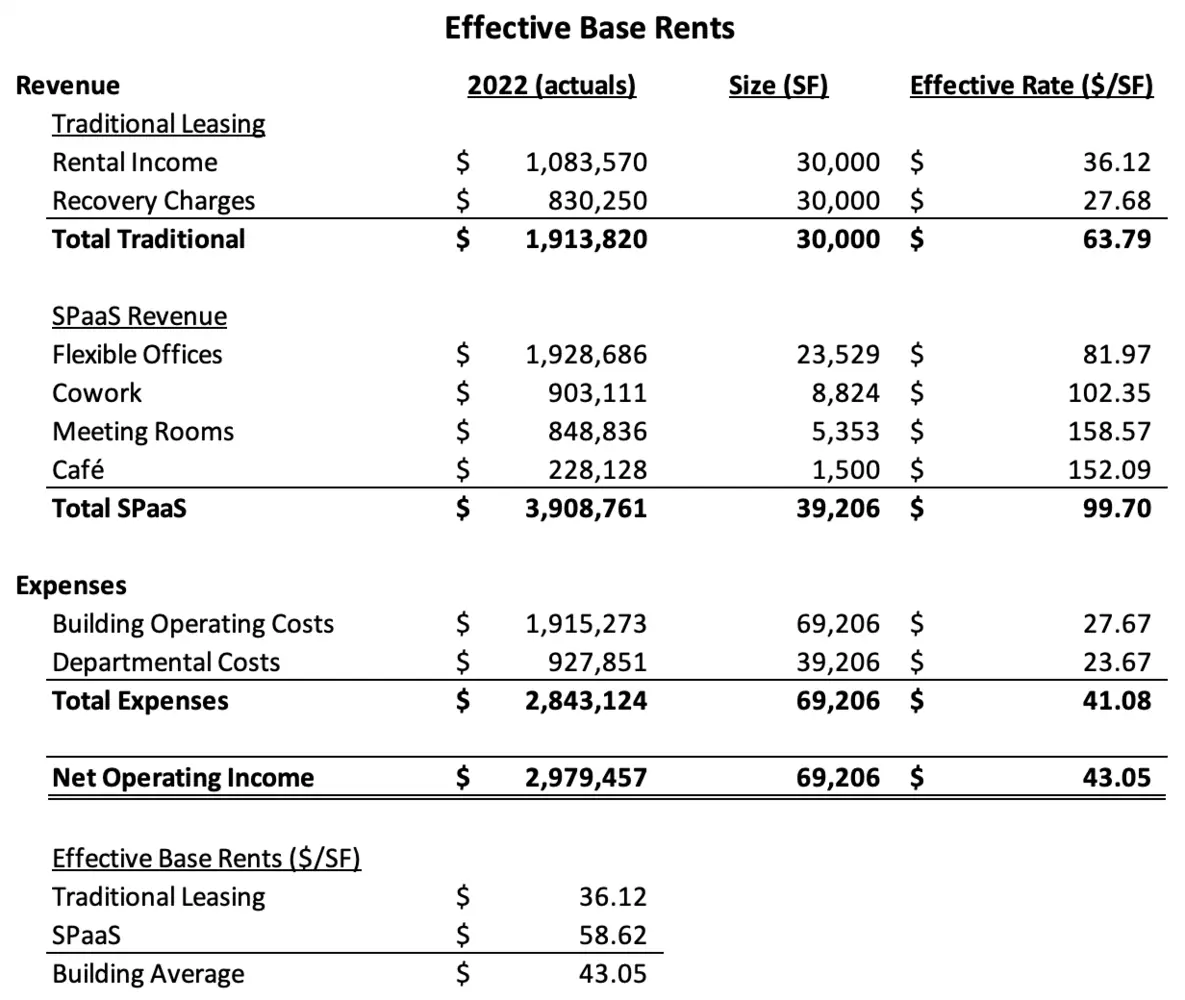 Effective Base Rents
Revenue 2022 (actuals) Size (SF) Effective Rate ($/SF)
Traditional Leasing
Rental Income $ 1,083,570 30,000 $ 36.12
Recovery Charges $ 830,250 30,000 $ 27.68
Total Traditional $ 1,913,820 30,000 $ 63.79
SPaaS Revenue
Flexible Offices $ 1,928,686 23,529 $ 81.97
Cowork $ 903,111 8,824 $ 102.35
Meeting Rooms $ 848,836 5,353 $ 158.57
Café $ 228,128 1,500 $ 152.09
Total SPaaS $ 3,908,761 39,206 $ 99.70
Expenses
Building Operating Costs $ 1,915,273 69,206 $ 27.67
Departmental Costs $ 927,851 39,206 $ 23.67
Total Expenses $ 2,843,124 69,206 $ 41.08
Net Operating Income $ 2,979,457 69,206 $ 43.05
Effective Base Rents ($/SF)
Traditional Leasing $ 36.12
SPaaS $ 58.62
Building Average $ 43.05